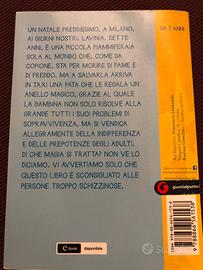 UN NATALE FREDDISSIMO, A MILANO,
AI GIORNI NOSTRI. LAVINIA, SETTE
ANNI, È UNA PICCOLA FIAMMIFERAIA
SOLA AL MONDO CHE, COME
DA COPIONE, STA PER MORIRE DI FAME E
DI FREDDO. MA A SALVARLA ARRIVA
IN TAXI UNA FATA CHE LE REGALA UN
ANELLO MAGICO, GRAZIE AL QUALE
LA BAMBINA NON SOLO RISOLVE ALLA
GRANDE TUTTI I SUOI PROBLEMI DI
SOPRAVVIVENZA, MA SI VENDICA
ALLEGRAMENTE DELLA INDIFFERENZA
E DELLE PREPOTENZE DEGLI ADULTI.
DI CHE MAGIA SI TRATTA? NON VE LO
DICIAMO. VI AVVERTIAMO SOLO CHE
QUESTO LIBRO È SCONSIGLIATO ALLE
PERSONE TROPPO SCHIZZINOSE.
e book disponibile
DA 7 ANNI
giuntialpunto.it
Subito